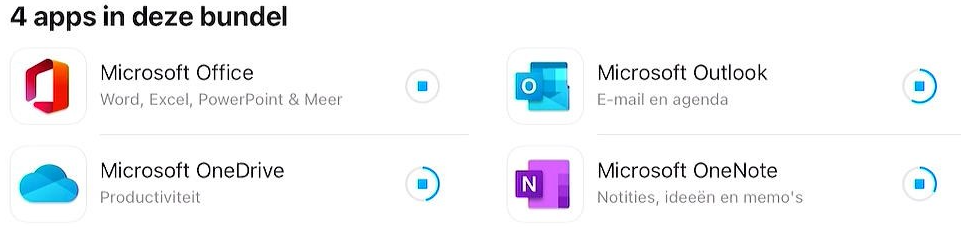 4 apps in deze bundel
Microsoft Office
Word, Excel, PowerPoint & Meer
Microsoft Outlook
E-mail en agenda
Microsoft OneDrive
Productiviteit
Microsoft OneNote
Notities, ideeën en memo's
O
N